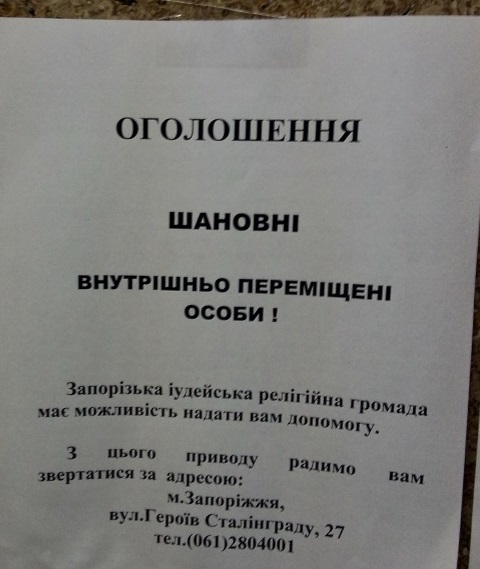 ОГОЛОШЕННЯ
ШАНОВНІ
ВНУТРІШНЬО ПЕРЕМІЩЕНІ
ОСОБИ !
Запорізька іудейська релігійна громада
має можливість надати вам допомогу.
З цього приводу радимо вам
звертатися за адресою:
м.Запоріжжя,
вул.Героїв Сталінграду, 27
тел.(061)2804001